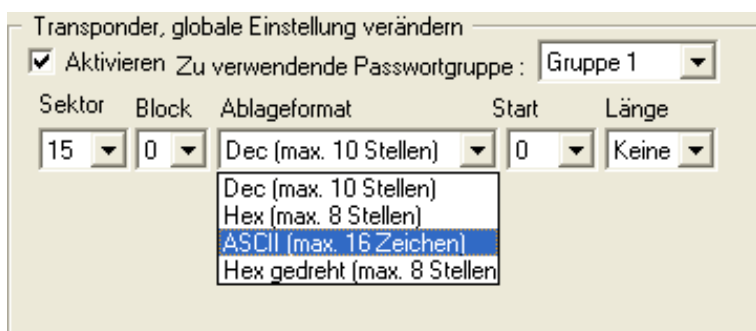 Transponder, globale Einstellung verändern
Aktivieren Zu verwendende Passwortgruppe : Gruppe 1
Sektor Block Ablageformat Start Länge
15 0 Dec (max. 10 Stellen) 0 Keine
Dec (max. 10 Stellen)
Hex (max. 8 Stellen)
ASCII (max. 16 Zeichen)
Hex gedreht (max. 8 Stellen